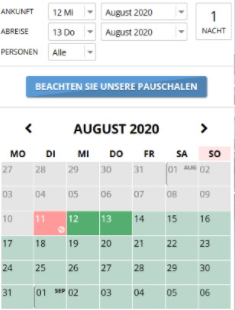 ANKUNFT 12 Mi August 2020
ABREISE 13 Do August 2020
1
NACHT
PERSONEN Alle
BEACHTEN SIE UNSERE PAUSCHALEN
AUGUST 2020
MO DI MI DO FR SA SO
27 28 29 30 31 01 AUG 02
03 04 05 06 07 08 09
10 11 12 13 14 15 16
17 18 19 20 21 22 23
24 25 26 27 28 29 30
31 01 SEP 02 03 04 05 06